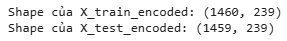 Shape của X_train_encoded: (1460, 239)
Shape của X_test_encoded: (1459, 239)